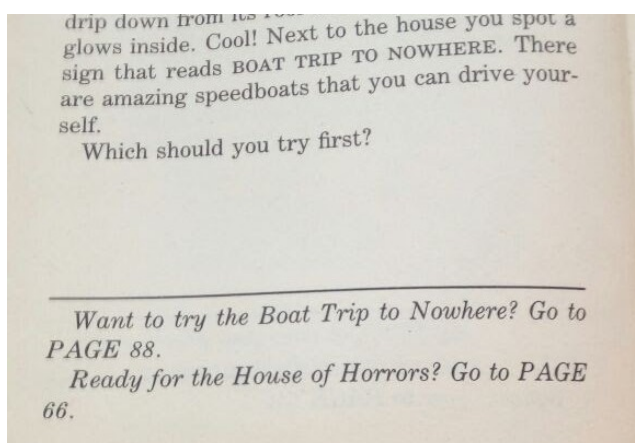 drip down from its
glows inside. Cool! Next to the house you spot a
sign that reads BOAT TRIP TO NOWHERE. There
are amazing speedboats that you can drive your-
self.
Which should you try first?
Want to try the Boat Trip to Nowhere? Go to
PAGE 88.
Ready for the House of Horrors? Go to PAGE
66.